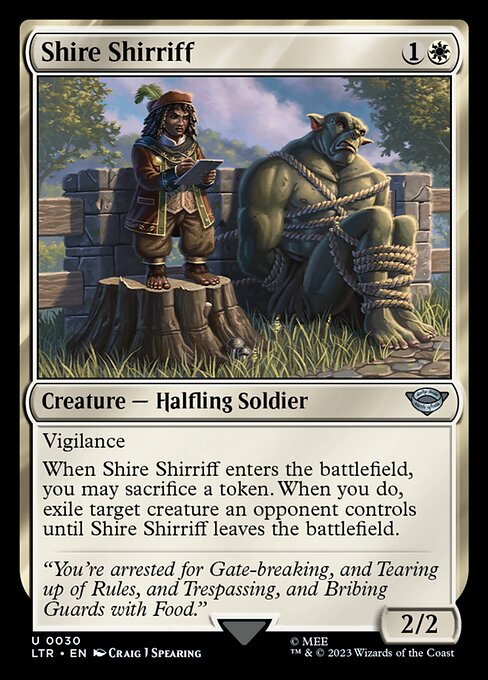 Shire Shirriff 1
Creature — Halfling Soldier
Vigilance
When Shire Shirriff enters the battlefield,
you may sacrifice a token. When you do,
exile target creature an opponent controls
until Shire Shirriff leaves the battlefield.
“You’re arrested for Gate-breaking, and Tearing
up of Rules, and Trespassing, and Bribing
Guards with Food.”
2/2
U 0030
LTR • EN Craig J Spearing
© MEE
™ & © 2023 Wizards of the Coast